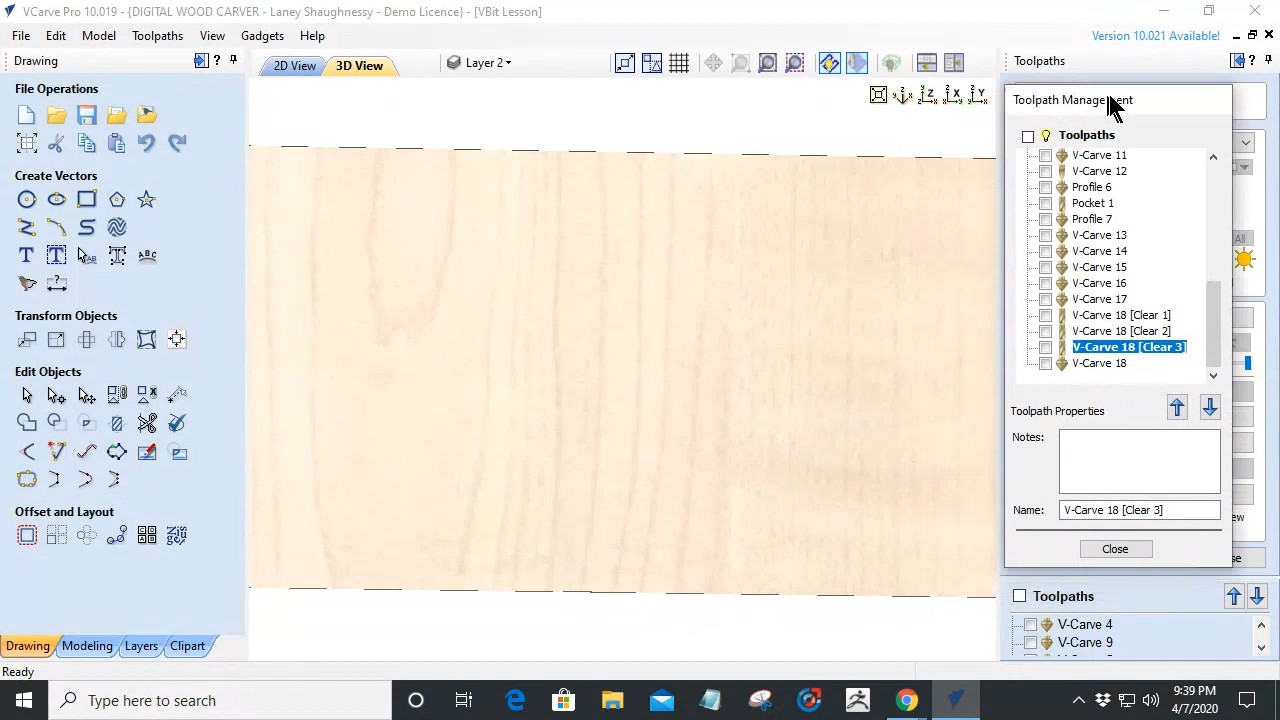 VCarve Pro 10.019 - {DIGITAL WOOD CARVER - Laney Shaughnessy - Demo Licence} - [VBit Lesson]
File Edit Model Toolpaths View Gadgets Help
Version 10.021 Available!
Drawing
2D View 3D View
Layer 2
Toolpaths
File Operations
Create Vectors
Transform Objects
Edit Objects
Offset and Layout
Drawing Modeling Layers Clipart
Z X Y
Toolpath Management
Toolpaths
V-Carve 11
V-Carve 12
Profile 6
Pocket 1
Profile 7
V-Carve 13
V-Carve 14
V-Carve 15
V-Carve 16
V-Carve 17
V-Carve 18 [Clear 1]
V-Carve 18 [Clear 2]
V-Carve 18 [Clear 3]
V-Carve 18
Toolpath Properties
Notes:
Name: V-Carve 18 [Clear 3]
Close
All
Toolpaths
V-Carve 4
V-Carve 9
Ready
Type here to search
9:39 PM
4/7/2020